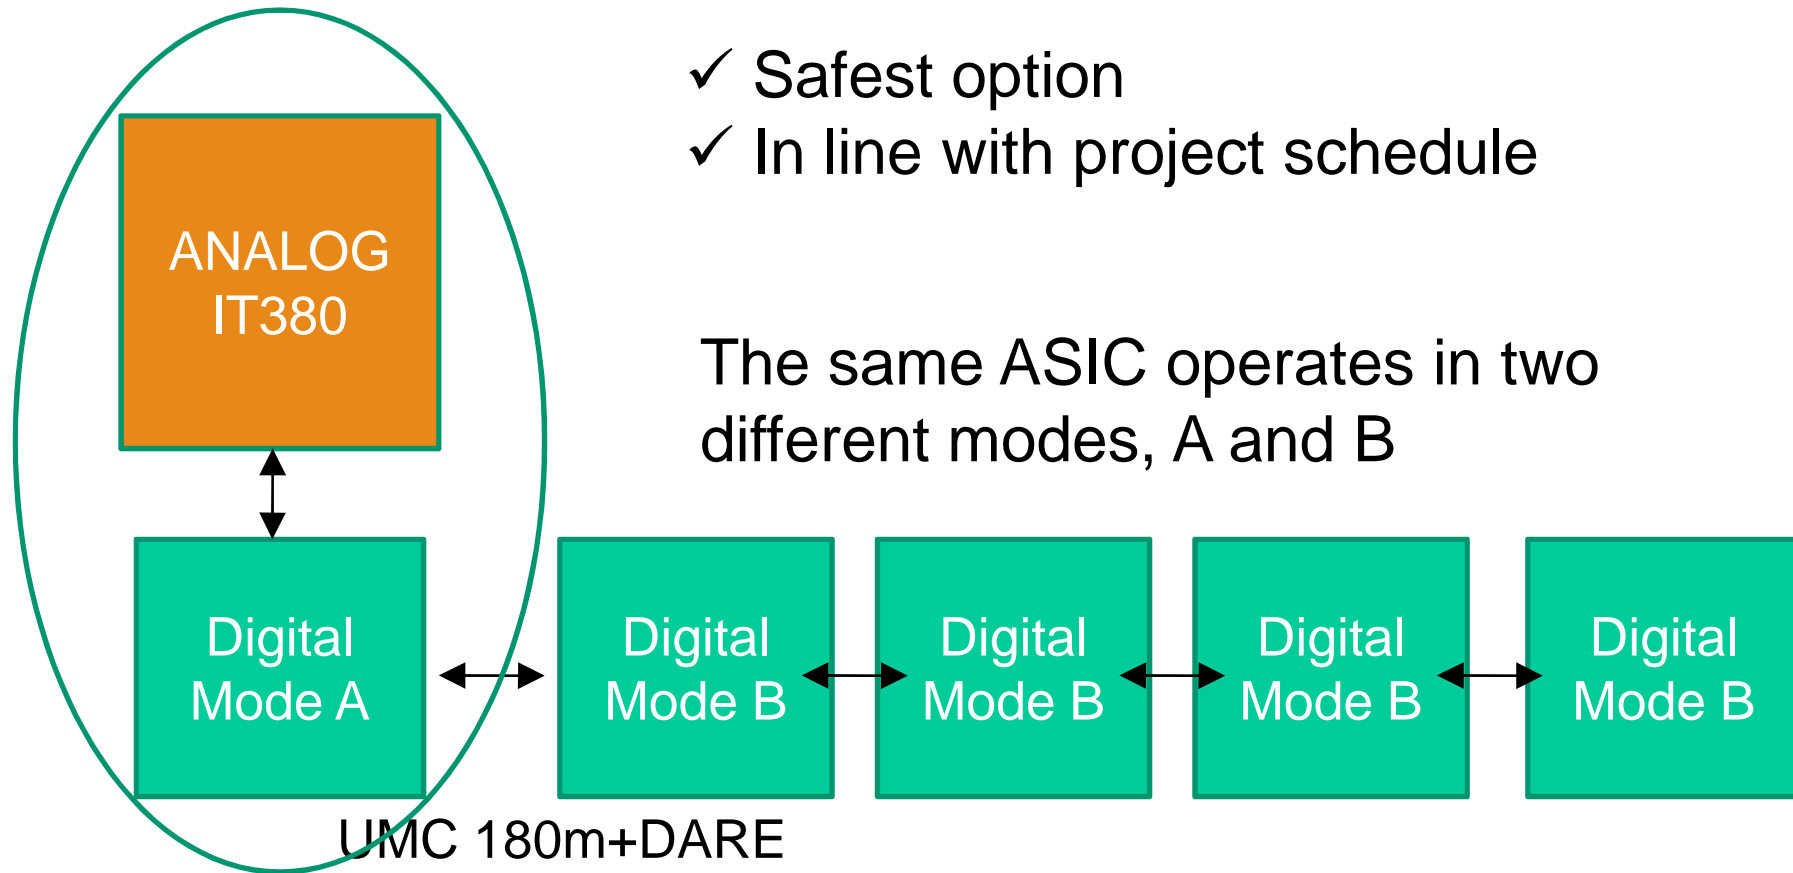 ✓ Safest option
✓ In line with project schedule
ANALOG
IT380
The same ASIC operates in two
different modes, A and B
Digital
Mode A
Digital
Mode B
Digital
Mode B
Digital
Mode B
Digital
Mode B
UMC 180m+DARE